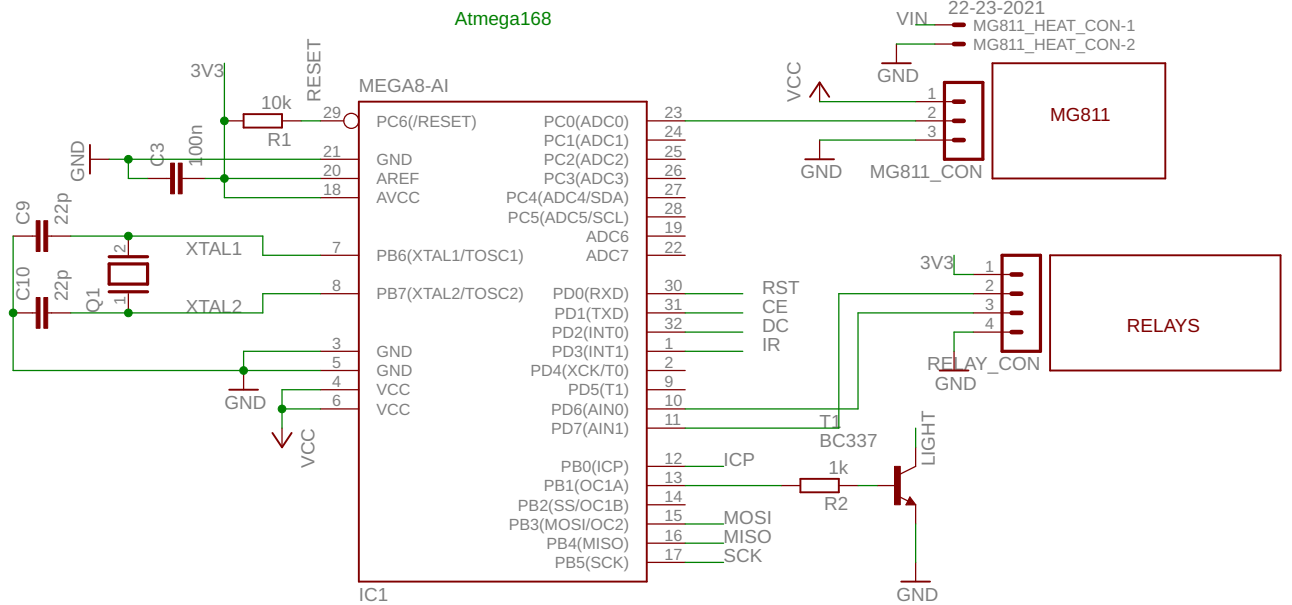 Atmega168
22-23-2021
VIN
MG811_HEAT_CON-1
MG811_HEAT_CON-2
GND
3V3
RESET
MEGA8-AI
10k
R1
29
PC6(/RESET)
GND
C3
100n
21
GND
20
AREF
18
AVCC
C9
22p
XTAL1
2
7
PB6(XTAL1/TOSC1)
C10
22p
Q1
1
XTAL2
8
PB7(XTAL2/TOSC2)
3
GND
5
GND
4
VCC
6
VCC
GND
VCC
IC1
PC0(ADC0)
23
PC1(ADC1)
24
PC2(ADC2)
25
PC3(ADC3)
26
PC4(ADC4/SDA)
27
PC5(ADC5/SCL)
28
ADC6
19
ADC7
22
PD0(RXD)
30
RST
PD1(TXD)
31
CE
PD2(INT0)
32
DC
PD3(INT1)
1
IR
PD4(XCK/T0)
2
PD5(T1)
9
PD6(AIN0)
10
PD7(AIN1)
11
PB0(ICP)
12
ICP
PB1(OC1A)
13
PB2(SS/OC1B)
14
PB3(MOSI/OC2)
15
MOSI
PB4(MISO)
16
MISO
PB5(SCK)
17
SCK
VCC
1
2
3
GND
MG811_CON
MG811
3V3
1
2
3
4
RELAY_CON
GND
RELAYS
T1
BC337
LIGHT
1k
R2
GND